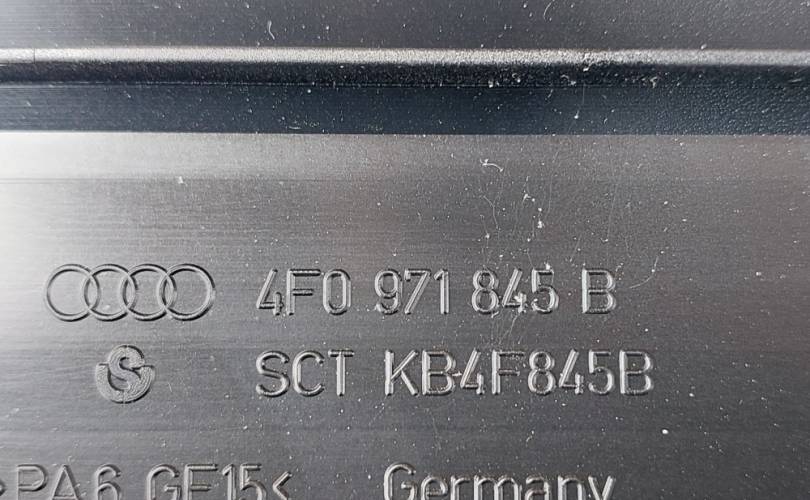 4F0 971 845 B
SCT KB4F845B
>PA6 GF15< Germany